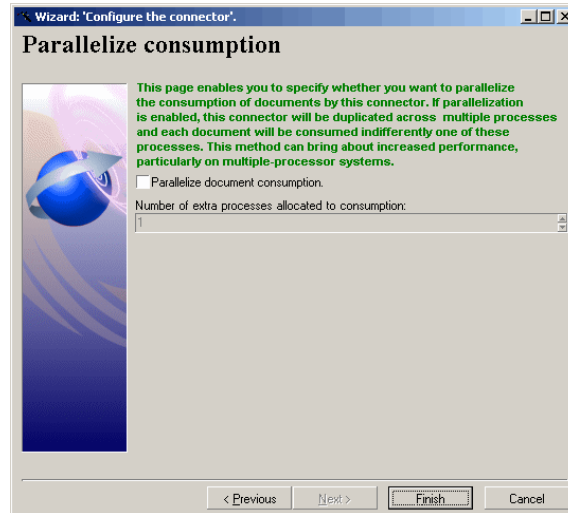 Wizard: 'Configure the connector'.
Parallelize consumption
This page enables you to specify whether you want to parallelize
the consumption of documents by this connector. If parallelization
is enabled, this connector will be duplicated across multiple processes
and each document will be consumed indifferently one of these
processes. This method can bring about increased performance,
particularly on multiple-processor systems.
Parallelize document consumption.
Number of extra processes allocated to consumption:
1
< Previous Next > Finish Cancel